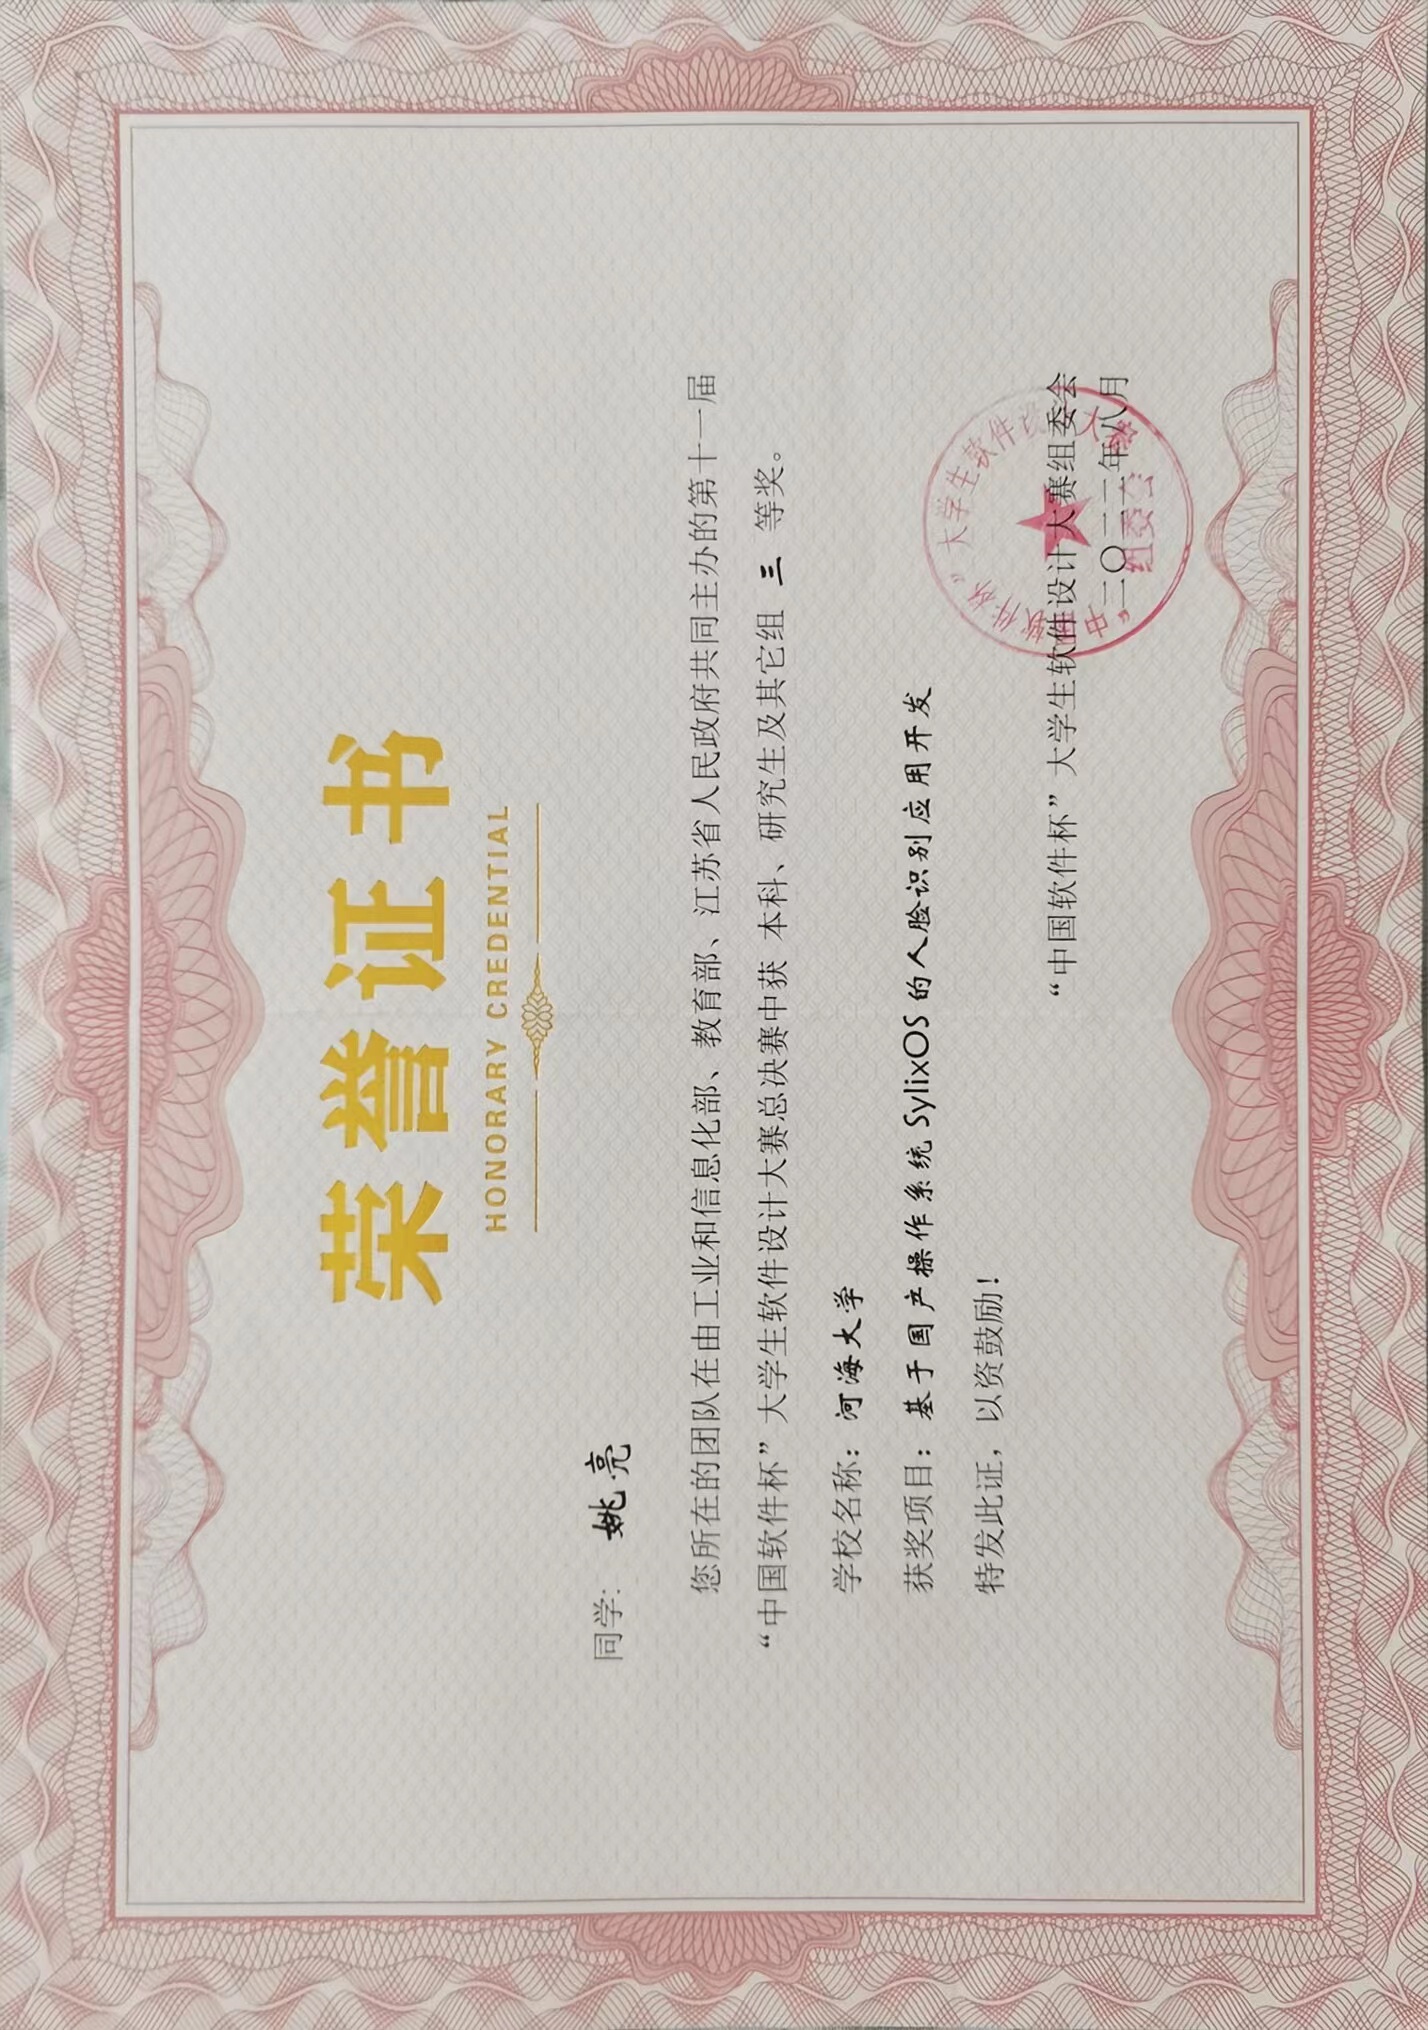 荣誉证书
HONORARY CREDENTIAL
同学： 姚亮
您所在的团队在由工业和信息化部、教育部、江苏省人民政府共同主办的第十一届
“中国软件杯”大学生软件设计大赛总决赛中获 本科、研究生及其它组 三 等奖。
学校名称：河海大学
获奖项目：基于国产操作系统SylixOS的人脸识别应用开发
特发此证，以资鼓励！
“中国软件杯”大学生软件设计大赛组委会
二〇二二年八月
“中国软件杯”大学生软件设计大赛
组委会